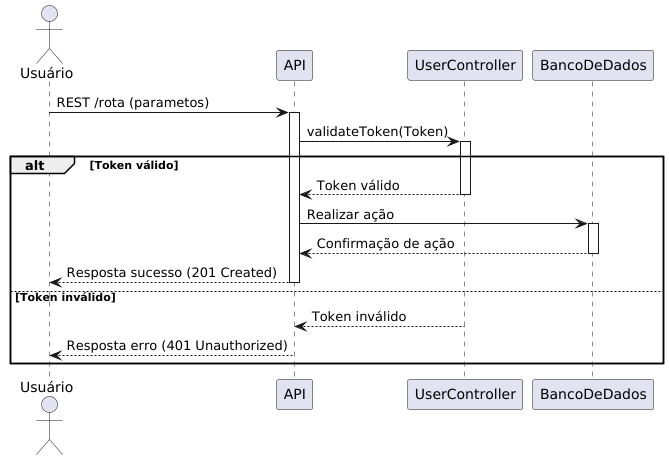 Usuário
API
UserController
BancoDeDados
REST /rota (parametos)
validateToken(Token)
alt
[Token válido]
Token válido
Realizar ação
Confirmação de ação
Resposta sucesso (201 Created)
[Token inválido]
Token inválido
Resposta erro (401 Unauthorized)
Usuário
API
UserController
BancoDeDados